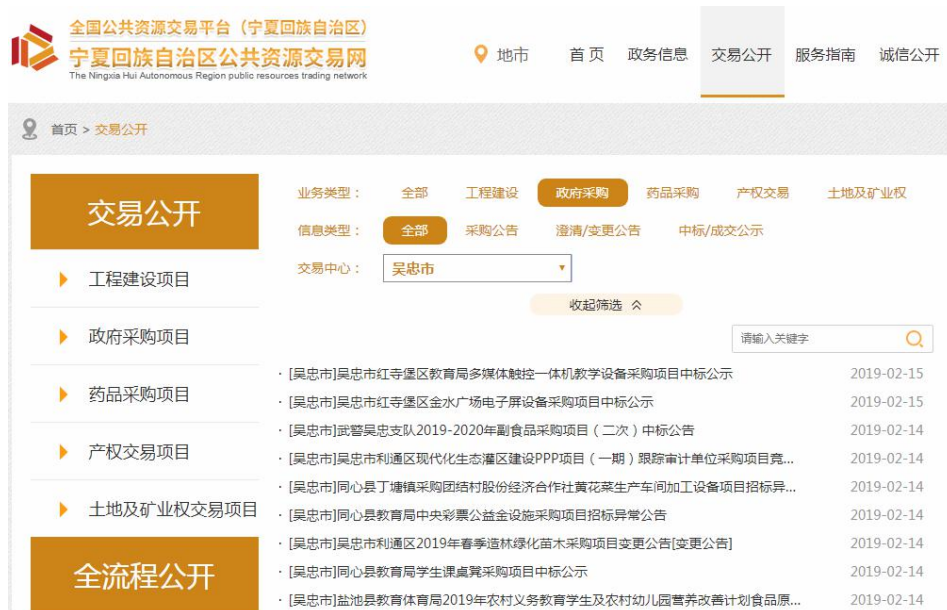 全国公共资源交易平台（宁夏回族自治区）
宁夏回族自治区公共资源交易网
The Ningxia Hui Autonomous Region public resources trading network
地市 首页 政务信息 交易公开 服务指南 诚信公开
首页 > 交易公开
交易公开
工程建设项目
政府采购项目
药品采购项目
产权交易项目
土地及矿业权交易项目
全流程公开
业务类型： 全部 工程建设 政府采购 药品采购 产权交易 土地及矿业权
信息类型： 全部 采购公告 澄清/变更公告 中标/成交公示
交易中心： 吴忠市
收起筛选
请输入关键字
· [吴忠市]吴忠市红寺堡区教育局多媒体触控一体机教学设备采购项目中标公示 2019-02-15
· [吴忠市]吴忠市红寺堡区金水广场电子屏设备采购项目中标公示 2019-02-15
· [吴忠市]武警吴忠支队2019-2020年副食品采购项目（二次）中标公告 2019-02-14
· [吴忠市]吴忠市利通区现代化生态灌区建设PPP项目（一期）跟踪审计单位采购项目竞... 2019-02-14
· [吴忠市]同心县丁塘镇采购团结村股份经济合作社黄花菜生产车间加工设备项目招标异... 2019-02-14
· [吴忠市]同心县教育局中央彩票公益金设施采购项目招标异常公告 2019-02-14
· [吴忠市]吴忠市利通区2019年春季造林绿化苗木采购项目变更公告[变更公告] 2019-02-14
· [吴忠市]同心县教育局学生课桌凳采购项目中标公示 2019-02-14
· [吴忠市]盐池县教育体育局2019年农村义务教育学生及农村幼儿园营养改善计划食品原... 2019-02-14